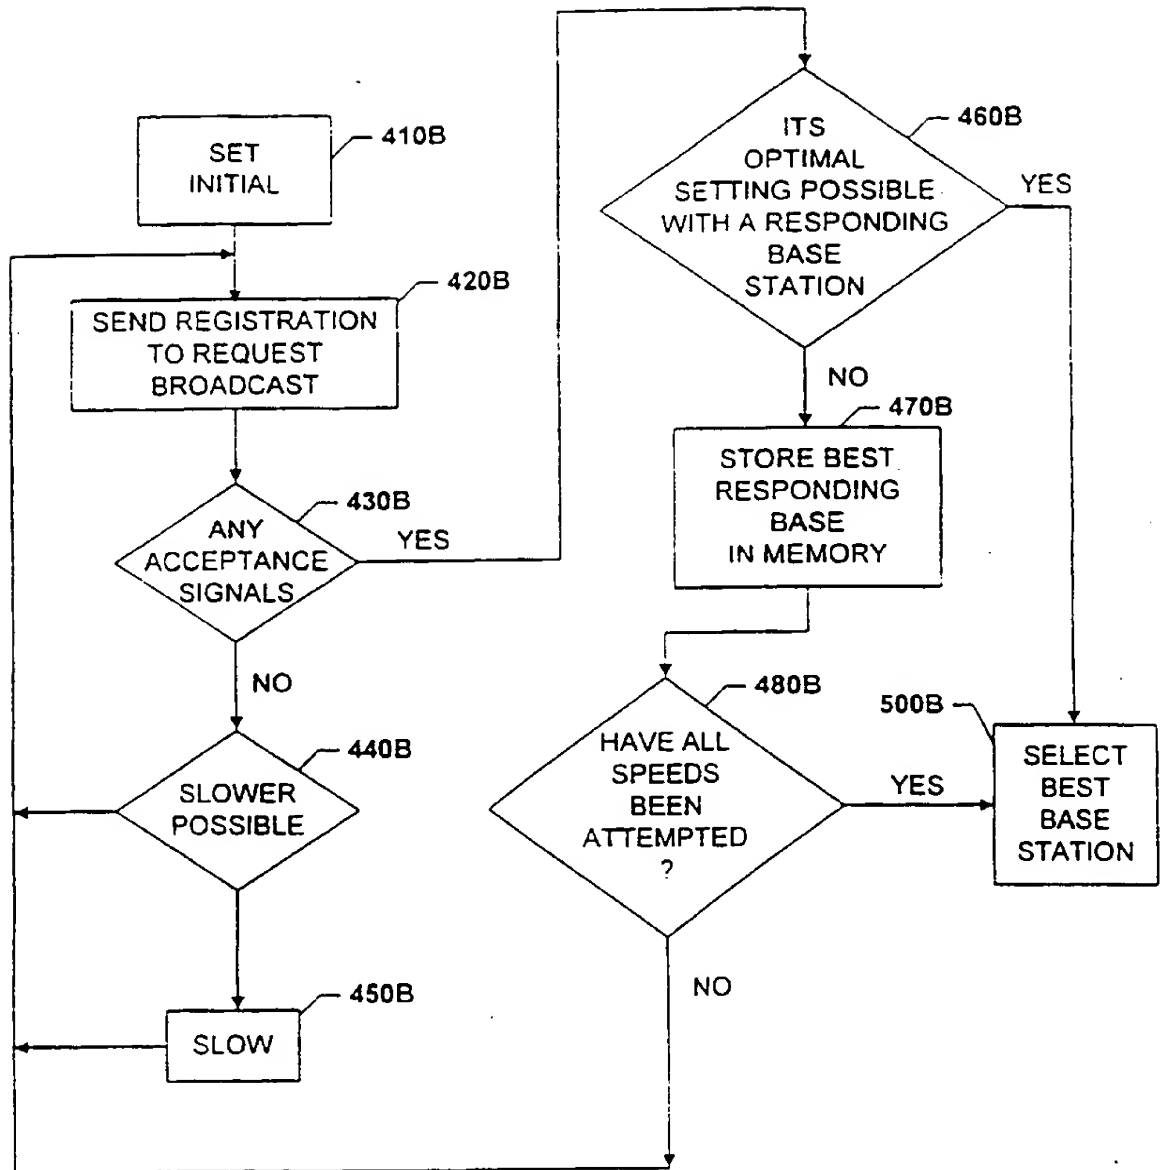 410B
SET
INITIAL
420B
SEND REGISTRATION
TO REQUEST
BROADCAST
430B
ANY
ACCEPTANCE
SIGNALS
YES
NO
440B
SLOWER
POSSIBLE
450B
SLOW
460B
ITS
OPTIMAL
SETTING POSSIBLE
WITH A RESPONDING
BASE
STATION
YES
NO
470B
STORE BEST
RESPONDING
BASE
IN MEMORY
480B
HAVE ALL
SPEEDS
BEEN
ATTEMPTED
?
YES
NO
500B
SELECT
BEST
BASE
STATION